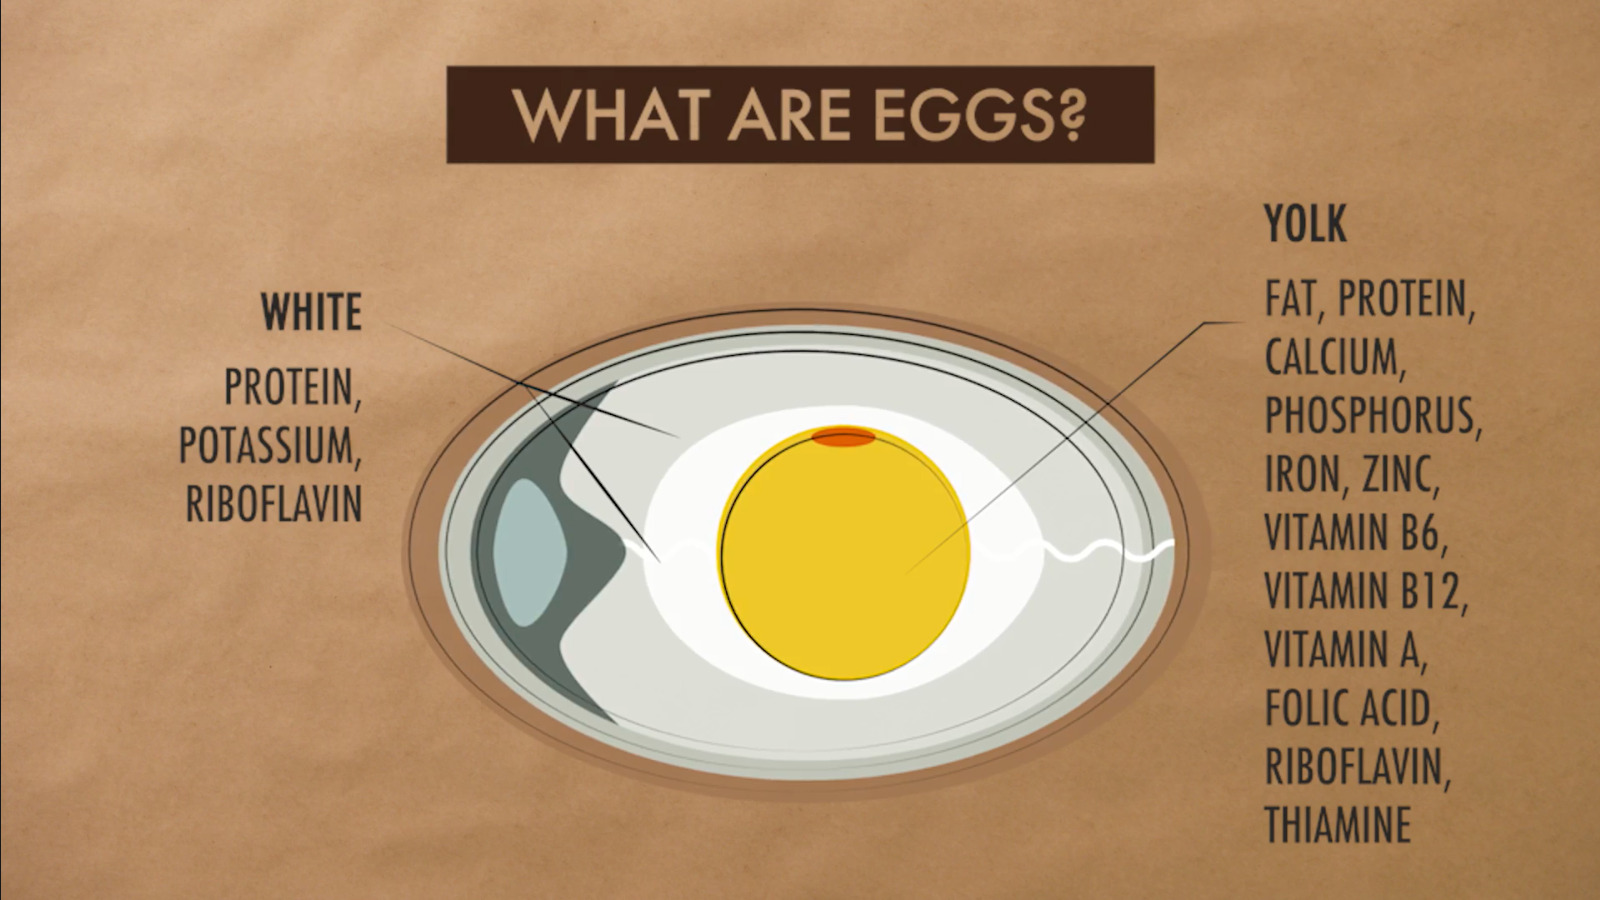 WHAT ARE EGGS?
WHITE
PROTEIN,
POTASSIUM,
RIBOFLAVIN
YOLK
FAT, PROTEIN,
CALCIUM,
PHOSPHORUS,
IRON, ZINC,
VITAMIN B6,
VITAMIN B12,
VITAMIN A,
FOLIC ACID,
RIBOFLAVIN,
THIAMINE